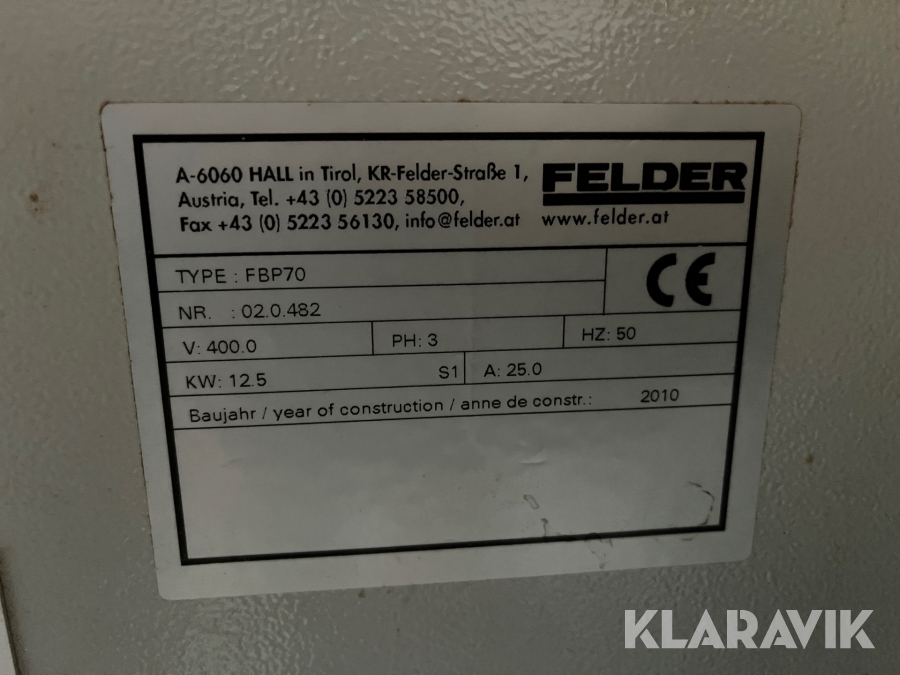 A-6060 HALL in Tirol, KR-Felder-Straße 1,
Austria, Tel. +43 (0) 5223 58500,
Fax +43 (0) 5223 56130, info@felder.at
FELDER
www.felder.at
TYPE : FBP70
CE
NR. : 02.0.482
V: 400.0 PH: 3 HZ: 50
KW: 12.5 S1 A: 25.0
Baujahr / year of construction / anne de constr.: 2010
KLARAVIK